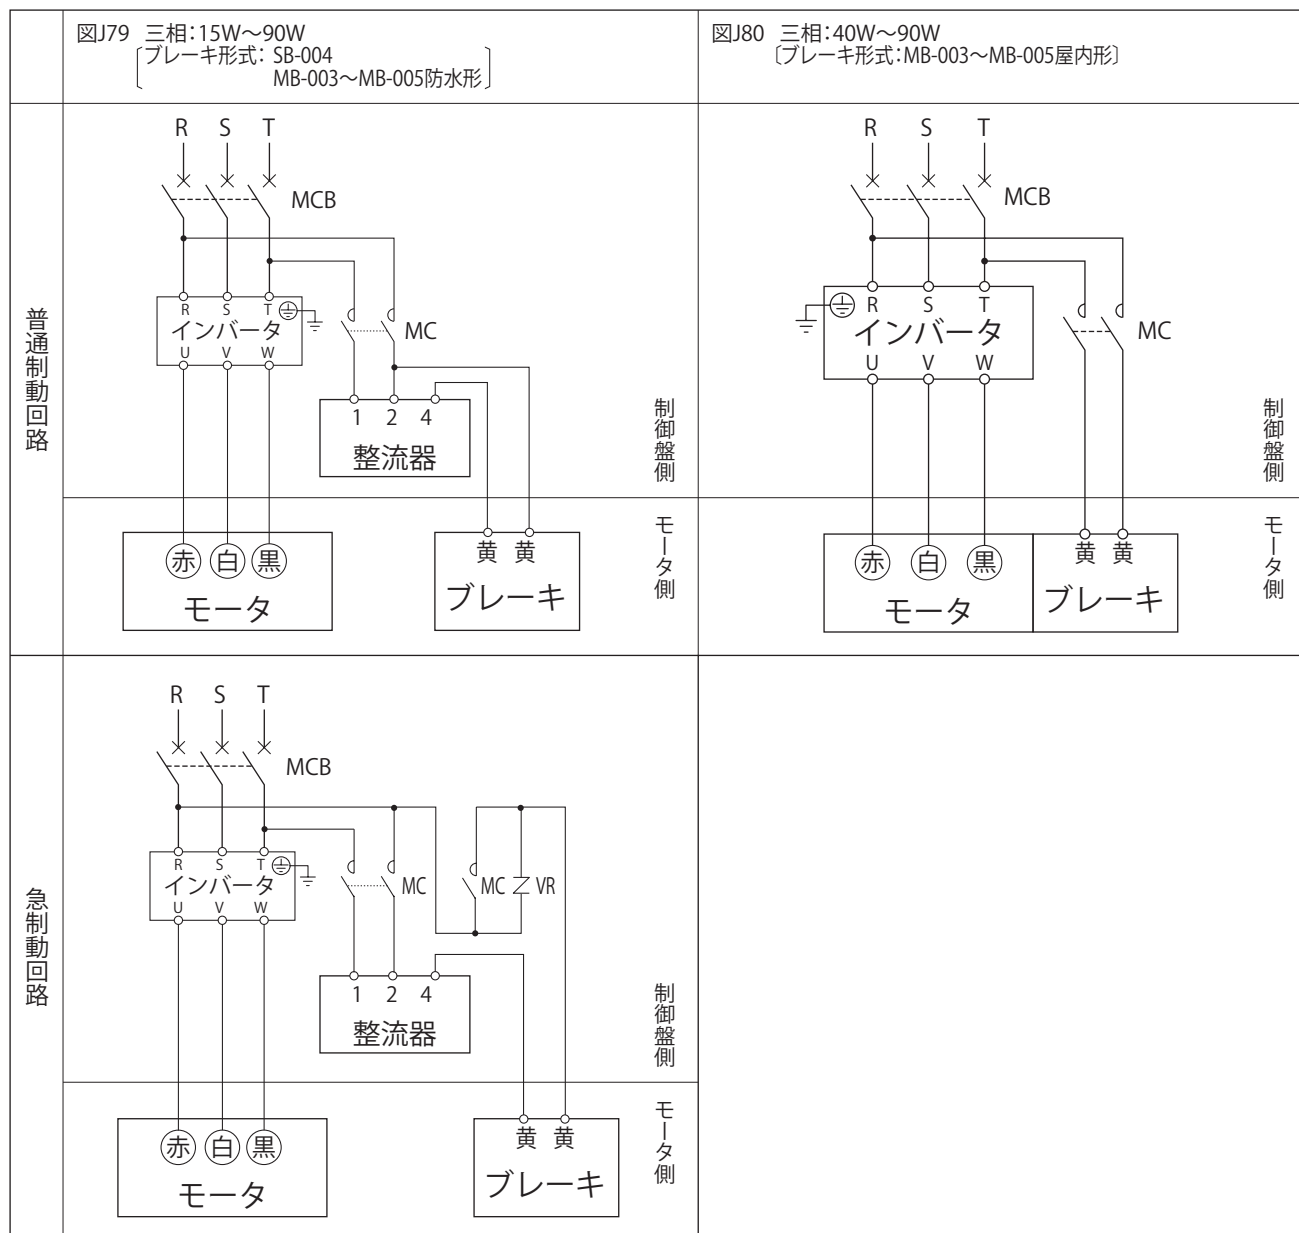 図J79 三相：15W～90W
〔ブレーキ形式： SB-004
MB-003～MB-005防水形〕
図J80 三相：40W～90W
〔ブレーキ形式：MB-003～MB-005屋内形〕
普通制動回路
R S T
MCB
R S T
インバータ
U V W
MC
1 2 4
整流器
制御盤側
モータ側
赤 白 黒
モータ
黄 黄
ブレーキ
R S T
MCB
R S T
インバータ
U V W
MC
制御盤側
モータ側
赤 白 黒
モータ
黄 黄
ブレーキ
急制動回路
R S T
MCB
R S T
インバータ
U V W
MC
MC
VR
1 2 4
整流器
制御盤側
モータ側
赤 白 黒
モータ
黄 黄
ブレーキ